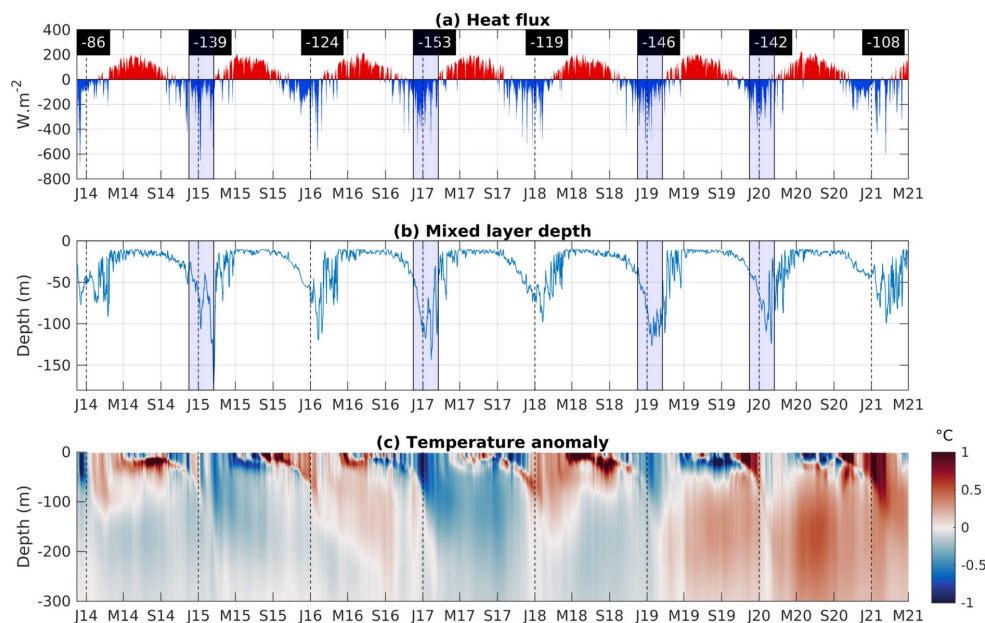 (a) Heat flux
400
200
0
-200
-400
-600
-800
W.m-2
-86
-139
-124
-153
-119
-146
-142
-108
J14 M14 S14 J15 M15 S15 J16 M16 S16 J17 M17 S17 J18 M18 S18 J19 M19 S19 J20 M20 S20 J21 M21
(b) Mixed layer depth
0
-50
-100
-150
Depth (m)
J14 M14 S14 J15 M15 S15 J16 M16 S16 J17 M17 S17 J18 M18 S18 J19 M19 S19 J20 M20 S20 J21 M21
(c) Temperature anomaly
0
-100
-200
-300
Depth (m)
J14 M14 S14 J15 M15 S15 J16 M16 S16 J17 M17 S17 J18 M18 S18 J19 M19 S19 J20 M20 S20 J21 M21
°C
1
0.5
0
-0.5
-1